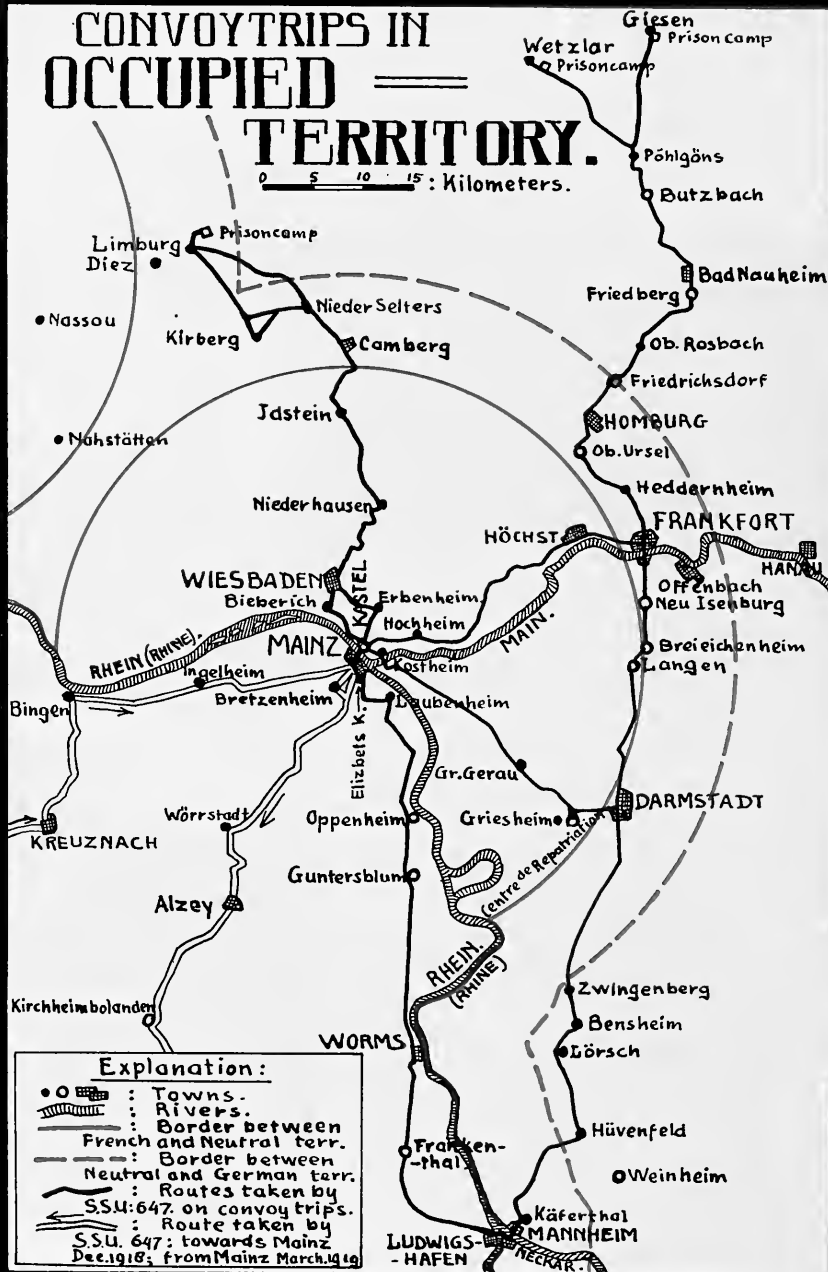 CONVOYTRIPS IN
OCCUPIED
TERRITORY.
0 5 10 15 : Kilometers.
Giesen
Prison camp
Wetzlar
Prisoncamp
Pöhlgöns
Butzbach
Bad Nauheim
Friedberg
Ob. Rosbach
Friedrichsdorf
HOMBURG
Ob. Ursel
Heddernheim
FRANKFORT
HÖCHST
HANAU
Offenbach
Neu Isenburg
Breieichenheim
Langen
Prisoncamp
Limburg
Diez
Nassou
Nieder Selters
Kirberg
Camberg
Idstein
Nahstätten
Niederhausen
WIESBADEN
KASTEL
Bieberich
Erbenheim
Hochheim
MAIN.
RHEIN (RHINE).
MAINZ
Kostheim
Ingelheim
Bretzenheim
Elizbets K.
Laubenheim
Bingen
Gr. Gerau
DARMSTADT
Wörrstadt
Oppenheim
Griesheim
Centre de Repatriation
KREUZNACH
Guntersblum
Alzey
RHEIN.
(RHINE)
Kirchheimbolanden
Zwingenberg
Bensheim
WORMS
Lörsch
Hüvenfeld
Franken-
-thal
Weinheim
Käferthal
MANNHEIM
LUDWIGS-
-HAFEN
NECKAR.
Explanation:
: Towns.
: Rivers.
: Border between
French and Neutral terr.
: Border between
Neutral and German terr.
: Routes taken by
S.S.U: 647. on convoy trips.
: Route taken by
S.S.U. 647: towards Mainz
Dec. 1918; from Mainz March. 1919